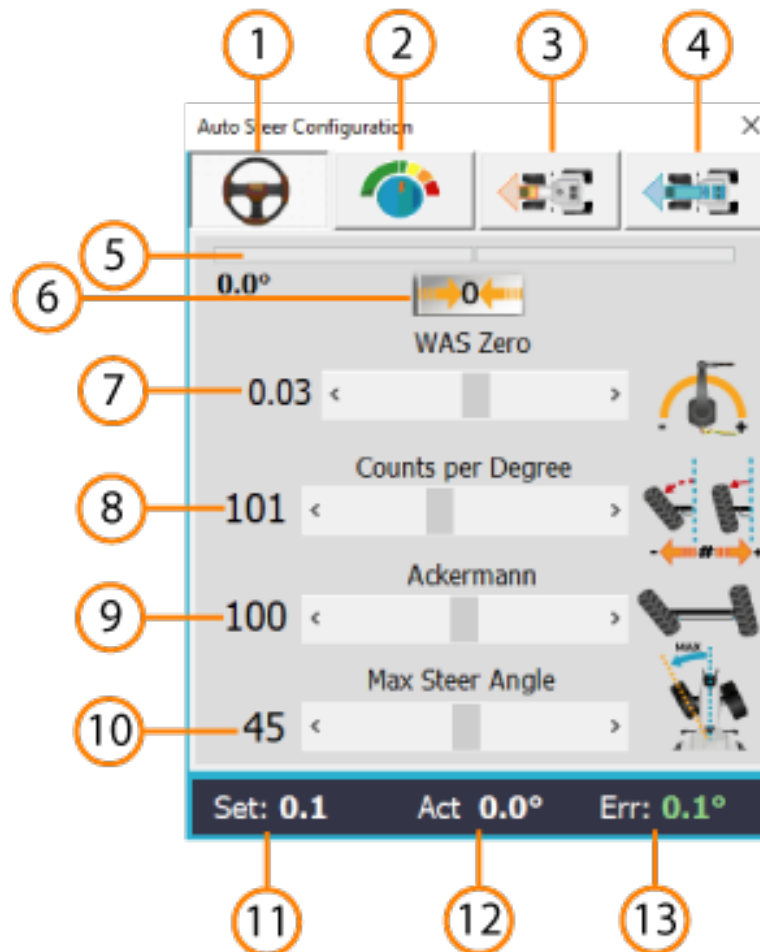 1 2 3 4
Auto Steer Configuration
5
0.0°
6
0
WAS Zero
7
0.03
- +
Counts per Degree
8
101
- # +
Ackermann
9
100
MAX
Max Steer Angle
10
45
Set: 0.1 Act 0.0° Err: 0.1°
11 12 13